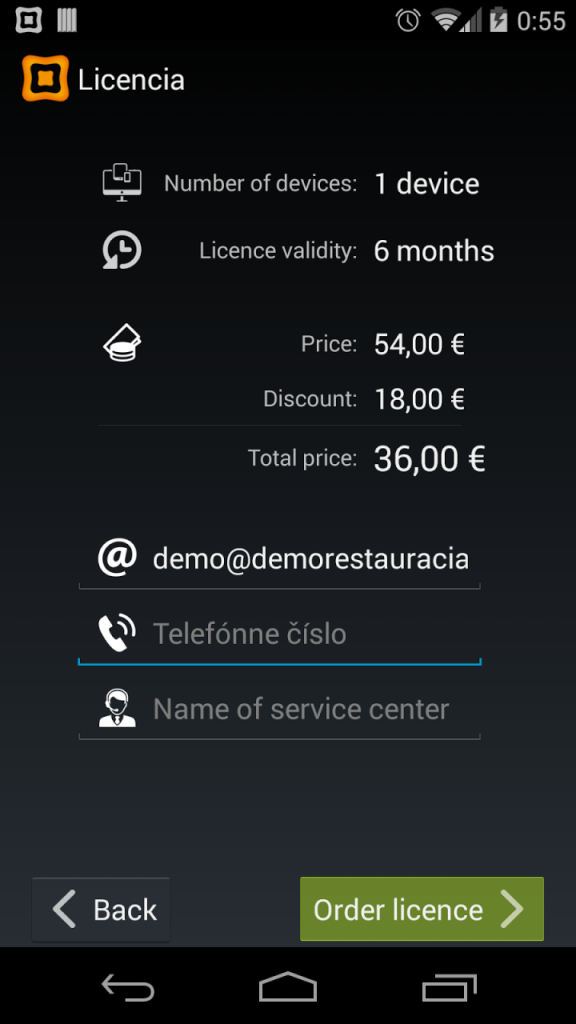 0:55
Licencia
Number of devices: 1 device
Licence validity: 6 months
Price: 54,00 €
Discount: 18,00 €
Total price: 36,00 €
@ demo@demorestauracia
Telefónne číslo
Name of service center
Back
Order licence